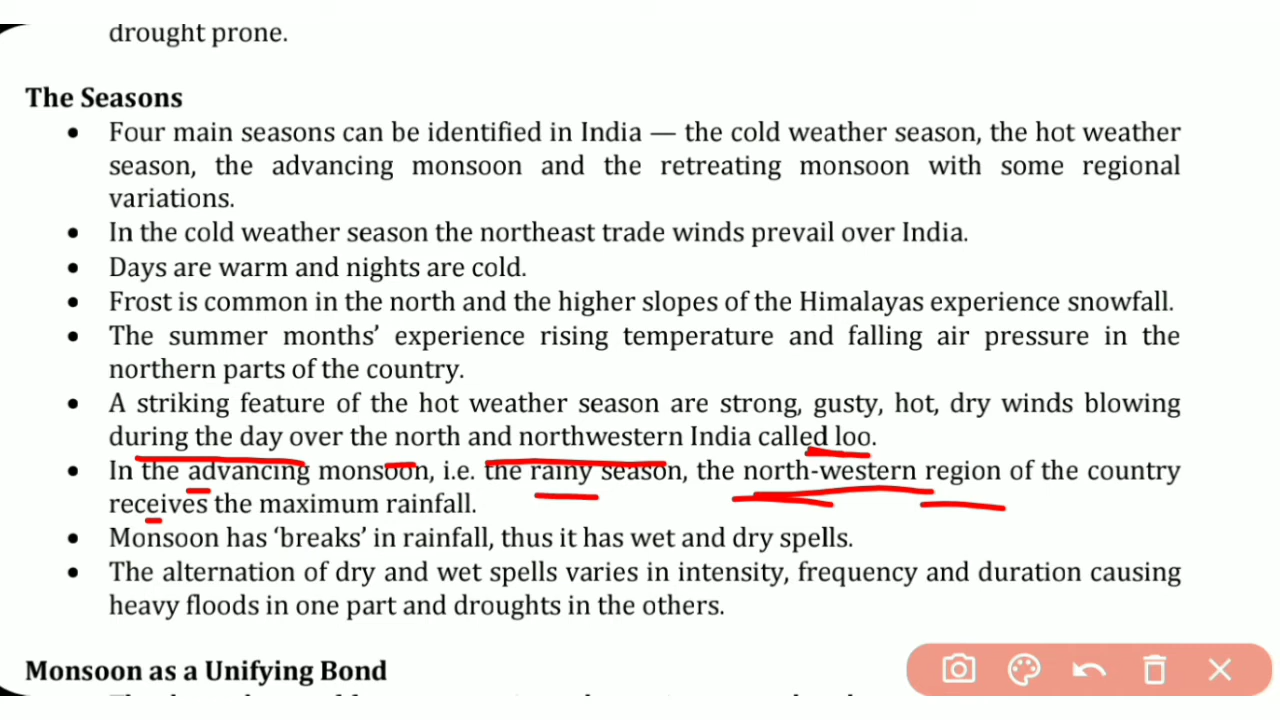 drought prone.
The Seasons
• Four main seasons can be identified in India — the cold weather season, the hot weather
season, the advancing monsoon and the retreating monsoon with some regional
variations.
• In the cold weather season the northeast trade winds prevail over India.
• Days are warm and nights are cold.
• Frost is common in the north and the higher slopes of the Himalayas experience snowfall.
• The summer months’ experience rising temperature and falling air pressure in the
northern parts of the country.
• A striking feature of the hot weather season are strong, gusty, hot, dry winds blowing
during the day over the north and northwestern India called loo.
• In the advancing monsoon, i.e. the rainy season, the north-western region of the country
receives the maximum rainfall.
• Monsoon has ‘breaks’ in rainfall, thus it has wet and dry spells.
• The alternation of dry and wet spells varies in intensity, frequency and duration causing
heavy floods in one part and droughts in the others.
Monsoon as a Unifying Bond